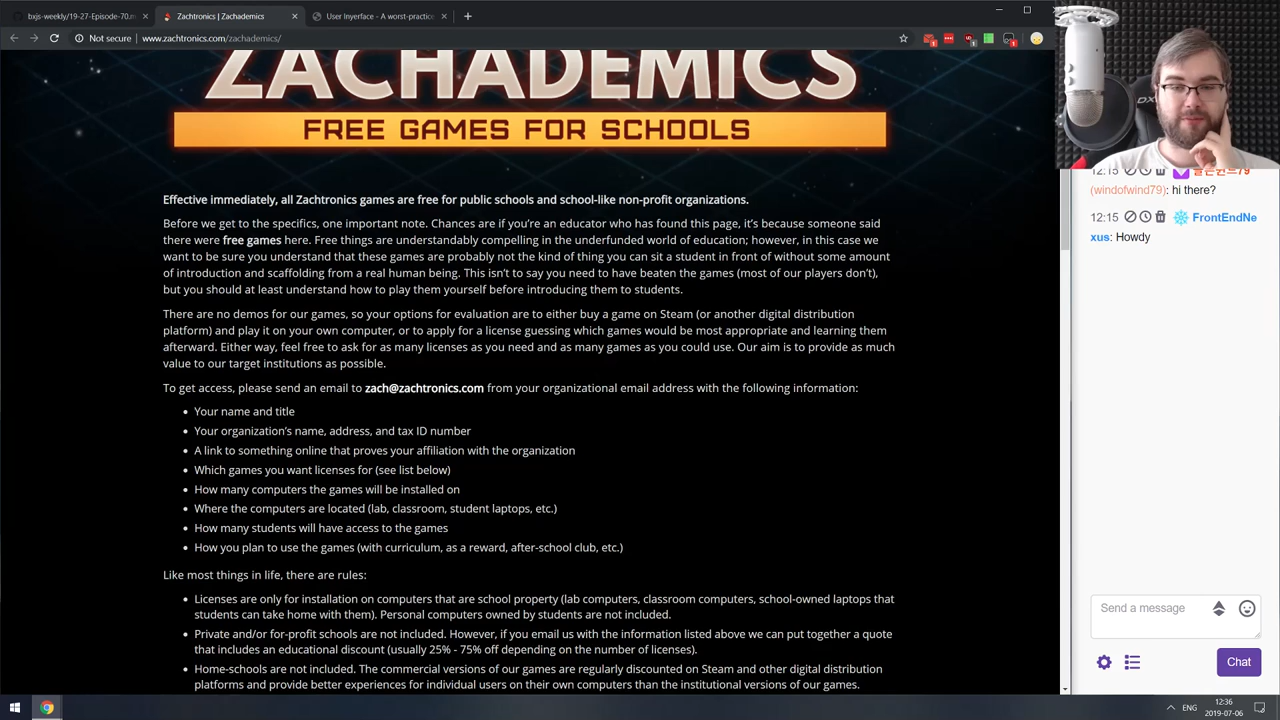 bxjs-weekly/19-27-Episode-70.m
Zachtronics | Zachademics
User Inyerface - A worst-practice
Not secure
www.zachtronics.com/zachademics/
ZACHADEMICS
FREE GAMES FOR SCHOOLS
Effective immediately, all Zachtronics games are free for public schools and school-like non-profit organizations.
Before we get to the specifics, one important note. Chances are if you're an educator who has found this page, it's because someone said
there were free games here. Free things are understandably compelling in the underfunded world of education; however, in this case we
want to be sure you understand that these games are probably not the kind of thing you can sit a student in front of without some amount
of introduction and scaffolding from a real human being. This isn't to say you need to have beaten the games (most of our players don't),
but you should at least understand how to play them yourself before introducing them to students.
There are no demos for our games, so your options for evaluation are to either buy a game on Steam (or another digital distribution
platform) and play it on your own computer, or to apply for a license guessing which games would be most appropriate and learning them
afterward. Either way, feel free to ask for as many licenses as you need and as many games as you could use. Our aim is to provide as much
value to our target institutions as possible.
To get access, please send an email to zach@zachtronics.com from your organizational email address with the following information:
• Your name and title
• Your organization's name, address, and tax ID number
• A link to something online that proves your affiliation with the organization
• Which games you want licenses for (see list below)
• How many computers the games will be installed on
• Where the computers are located (lab, classroom, student laptops, etc.)
• How many students will have access to the games
• How you plan to use the games (with curriculum, as a reward, after-school club, etc.)
Like most things in life, there are rules:
• Licenses are only for installation on computers that are school property (lab computers, classroom computers, school-owned laptops that
students can take home with them). Personal computers owned by students are not included.
• Private and/or for-profit schools are not included. However, if you email us with the information listed above we can put together a quote
that includes an educational discount (usually 25% - 75% off depending on the number of licenses).
• Home-schools are not included. The commercial versions of our games are regularly discounted on Steam and other digital distribution
platforms and provide better experiences for individual users on their own computers than the institutional versions of our games.
12:15
(windofwind79): hi there?
12:15 FrontEndNe
xus: Howdy
Send a message
Chat
ENG
12:36
2019-07-06